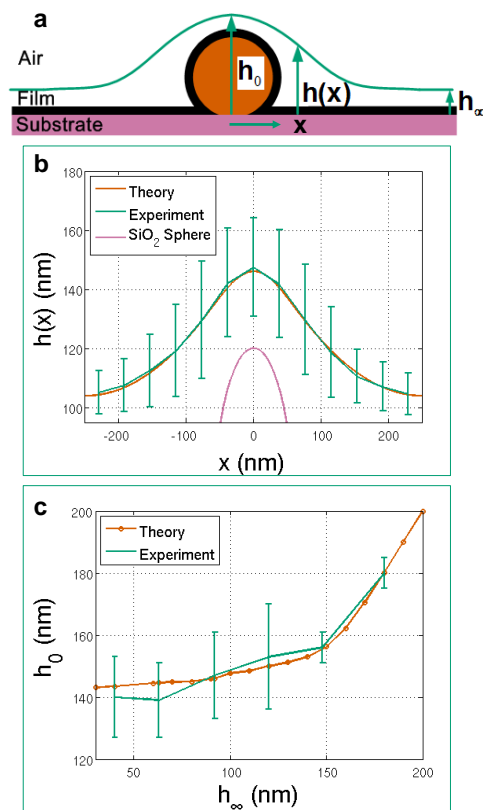 a
Air
h₀
h(x)
h∝
Film
Substrate
x
b
180
160
140
120
100
h(x) (nm)
Theory
Experiment
SiO₂ Sphere
-200 -100 0 100 200
x (nm)
c
200
180
160
140
120
h₀ (nm)
Theory
Experiment
50 100 150 200
h∞ (nm)